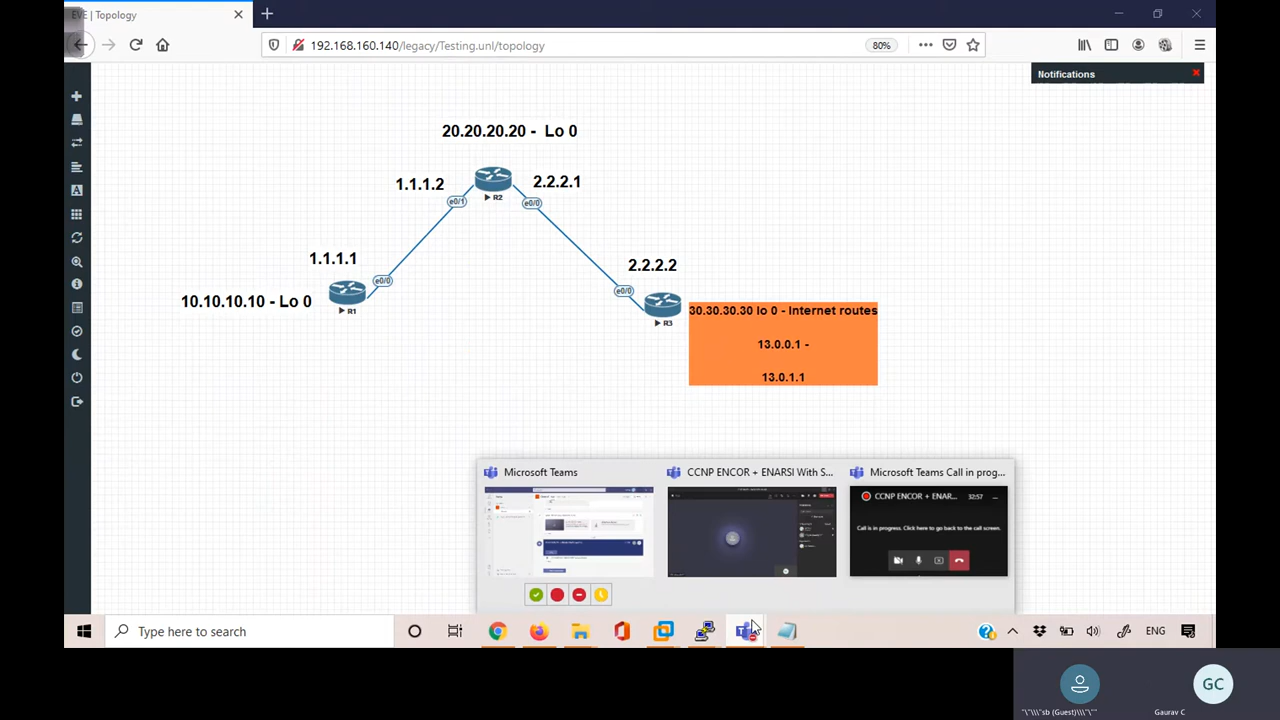 EVE | Topology
192.168.160.140/legacy/Testing.unl/topology
80%
Notifications
20.20.20.20 - Lo 0
1.1.1.2
2.2.2.1
e0/1
R2
e0/0
1.1.1.1
2.2.2.2
e0/0
e0/0
10.10.10.10 - Lo 0
R1
R3
30.30.30.30 lo 0 - Internet routes
13.0.0.1 -
13.0.1.1
Microsoft Teams
CCNP ENCOR + ENARSI With S...
Microsoft Teams Call in prog...
CCNP ENCOR + ENAR...
32:57
Call is in progress. Click here to go back to the call screen.
Type here to search
ENG
GC
"\"\\\"sb (Guest)\\\"\"
Gaurav C